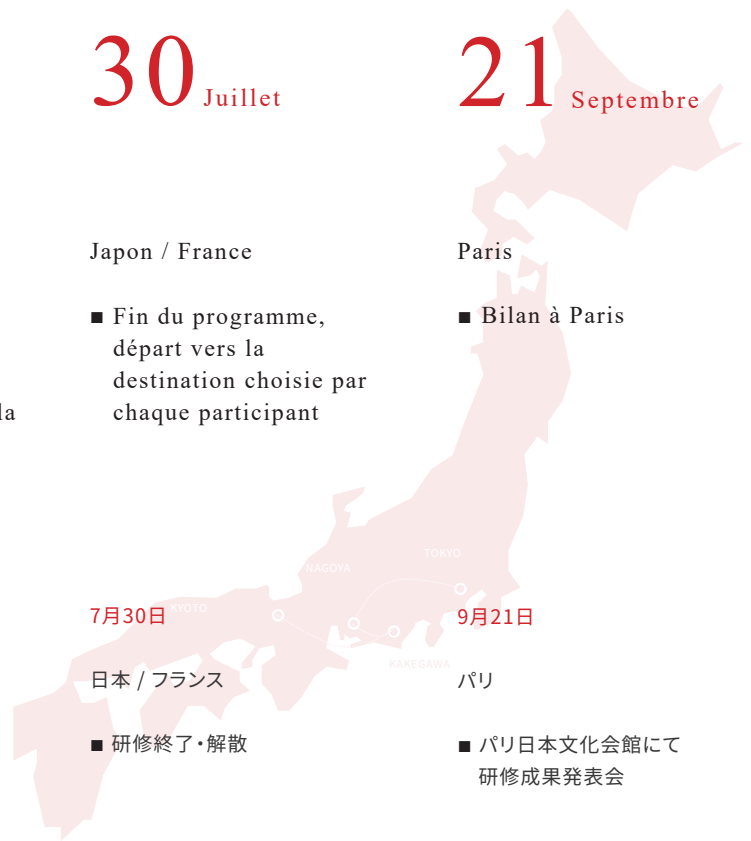 30 Juillet
Japon / France
■ Fin du programme,
départ vers la
destination choisie par
chaque participant
la
21 Septembre
Paris
■ Bilan à Paris
TOKYO
NAGOYA
KYOTO
KAKEGAWA
7月30日
日本 / フランス
■ 研修終了・解散
9月21日
パリ
■ パリ日本文化会館にて
研修成果発表会